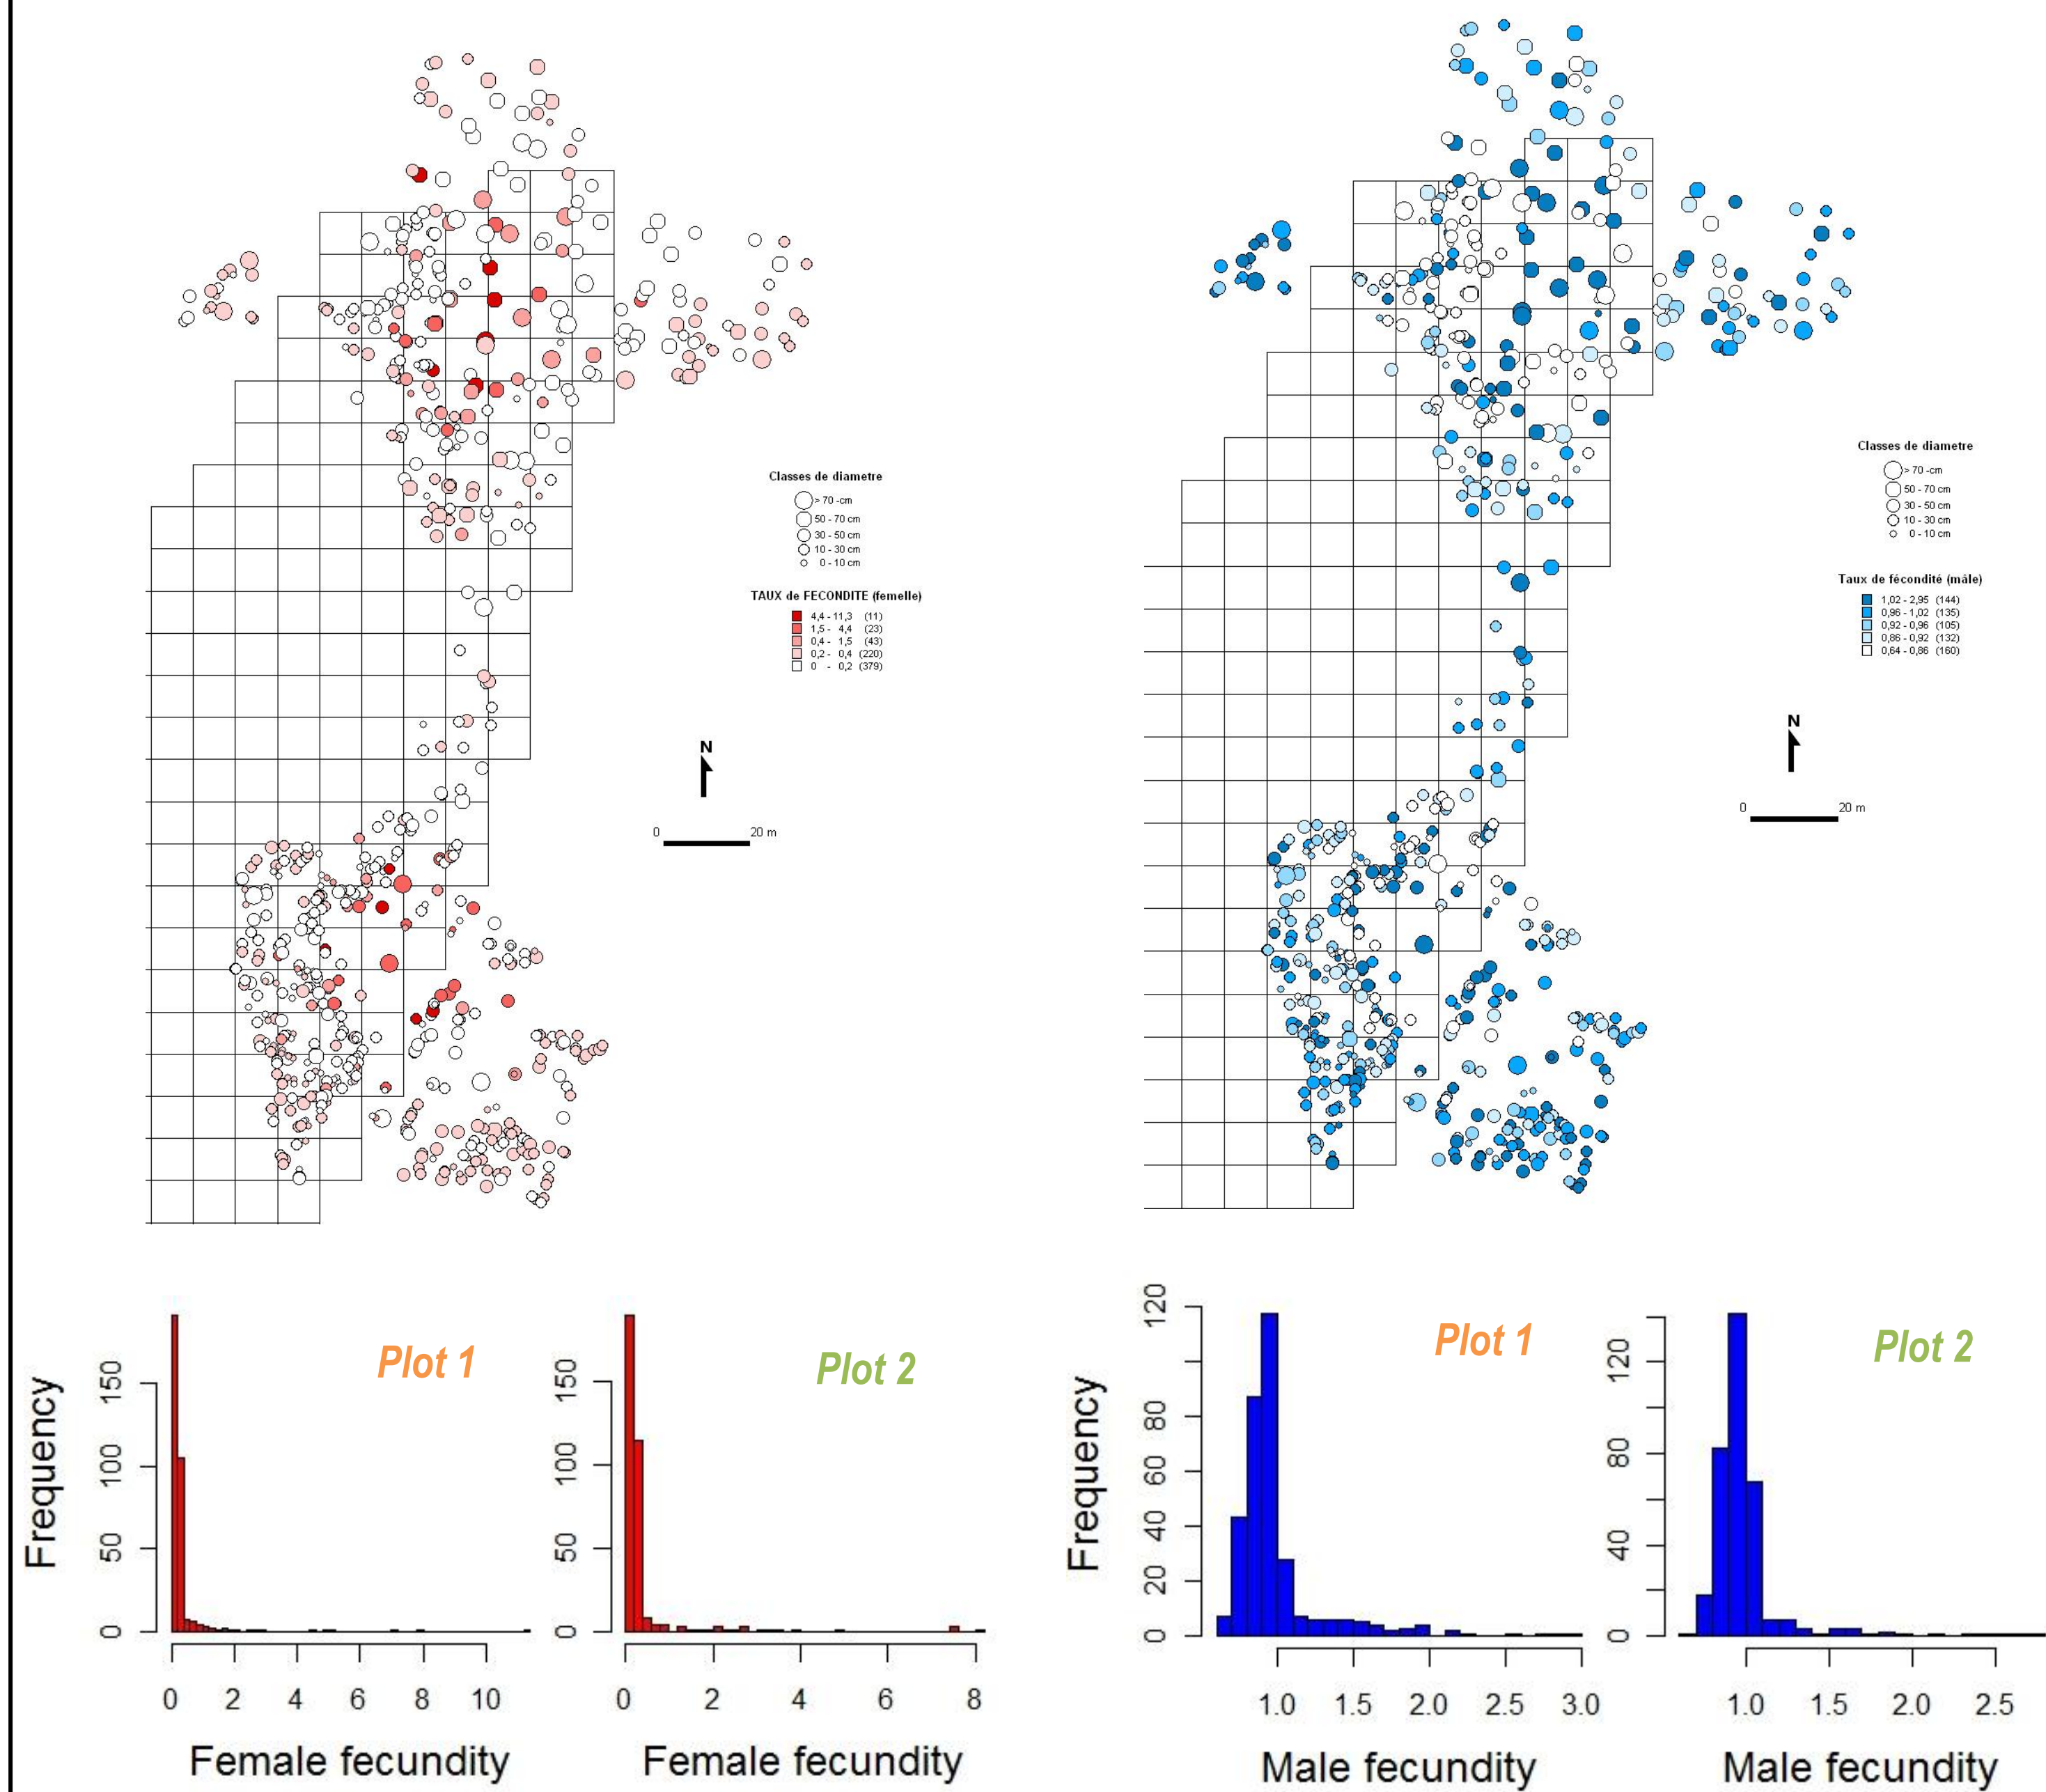 Classes de diametre
> 70 -cm
50 - 70 cm
30 - 50 cm
10 - 30 cm
0 - 10 cm
TAUX de FECONDITE (femelle)
4,4 - 11,3 (11)
1,5 - 4,4 (23)
0,4 - 1,5 (43)
0,2 - 0,4 (220)
0 - 0,2 (379)
N
0 20 m
Classes de diametre
> 70 -cm
50 - 70 cm
30 - 50 cm
10 - 30 cm
0 - 10 cm
Taux de fécondité (mâle)
1,02 - 2,95 (144)
0,96 - 1,02 (135)
0,92 - 0,96 (105)
0,86 - 0,92 (132)
0,64 - 0,86 (160)
N
0 20 m
Plot 1
Frequency
0 50 100 150
0 2 4 6 8 10
Female fecundity
Plot 2
0 50 100 150
0 2 4 6 8
Female fecundity
Plot 1
Frequency
0 20 40 60 80 120
1.0 1.5 2.0 2.5 3.0
Male fecundity
Plot 2
0 40 80 120
1.0 1.5 2.0 2.5
Male fecundity